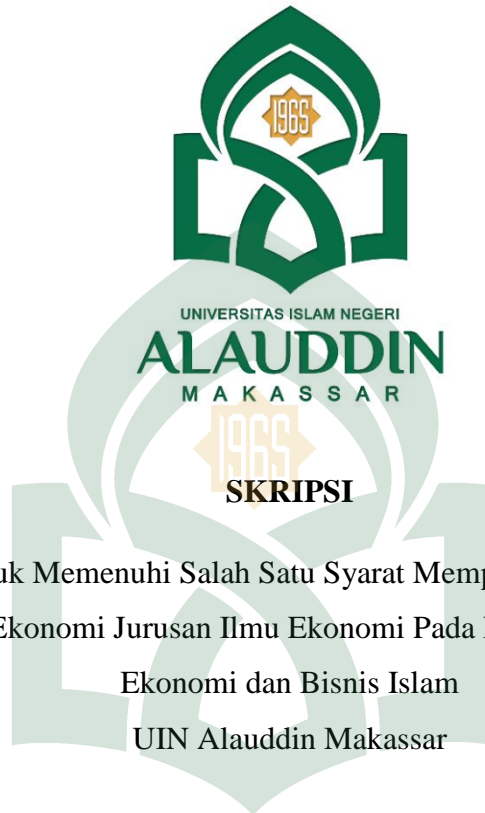 1965
UNIVERSITAS ISLAM NEGERI
ALAUDDIN
MAKASSAR
1965
SKRIPSI
Memenuhi Salah Satu Syarat
Ekonomi Jurusan Ilmu Ekonomi Pada
Ekonomi dan Bisnis Islam
UIN Alauddin Makassar